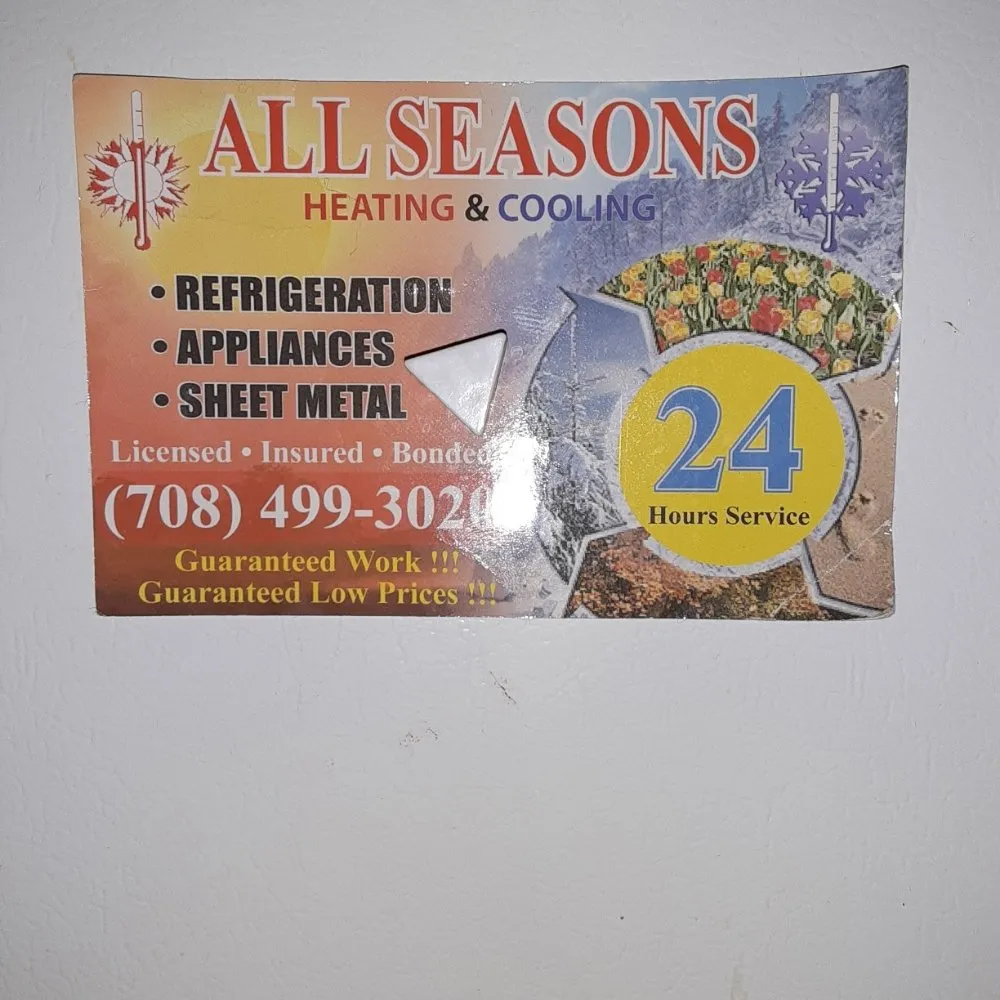 ALL SEASONS
HEATING & COOLING
• REFRIGERATION
• APPLIANCES
• SHEET METAL
Licensed • Insured • Bonded
(708) 499-3020
Guaranteed Work !!!
Guaranteed Low Prices !!!
24
Hours Service